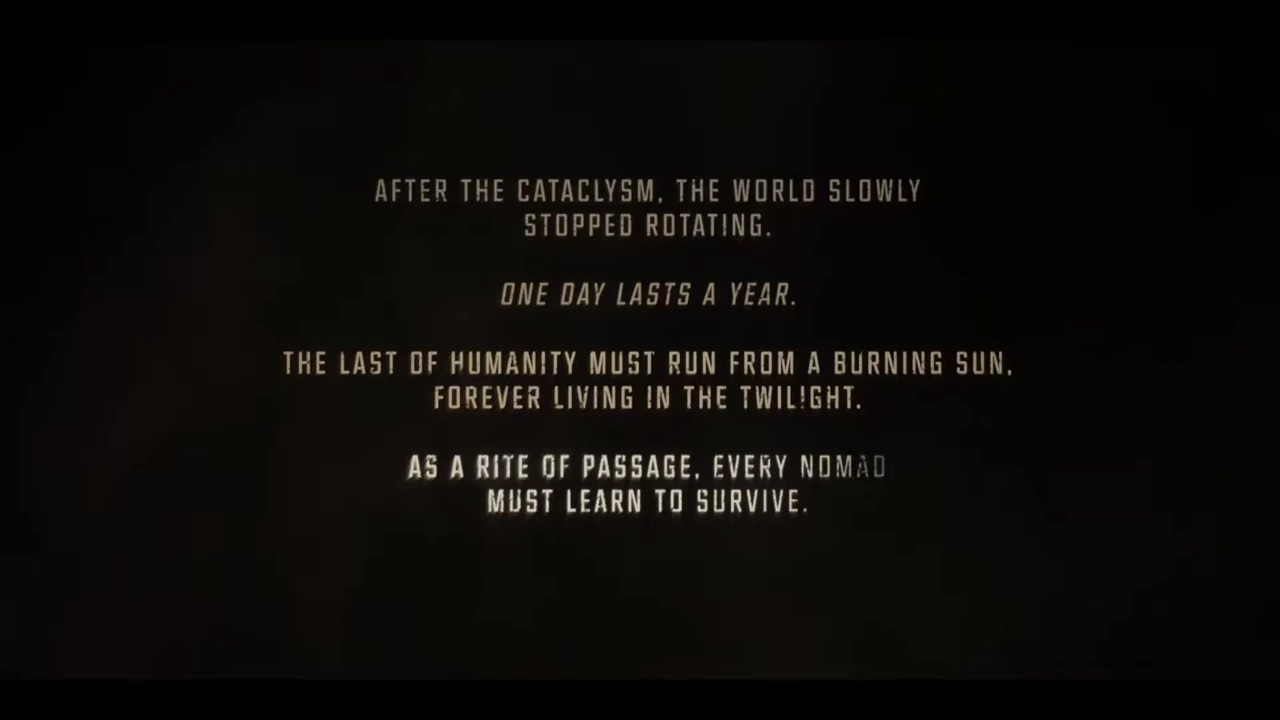 AFTER THE CATACLYSM, THE WORLD SLOWLY
STOPPED ROTATING.
ONE DAY LASTS A YEAR.
THE LAST OF HUMANITY MUST RUN FROM A BURNING SUN,
FOREVER LIVING IN THE TWILIGHT.
AS A RITE OF PASSAGE, EVERY NOMAD
MUST LEARN TO SURVIVE.